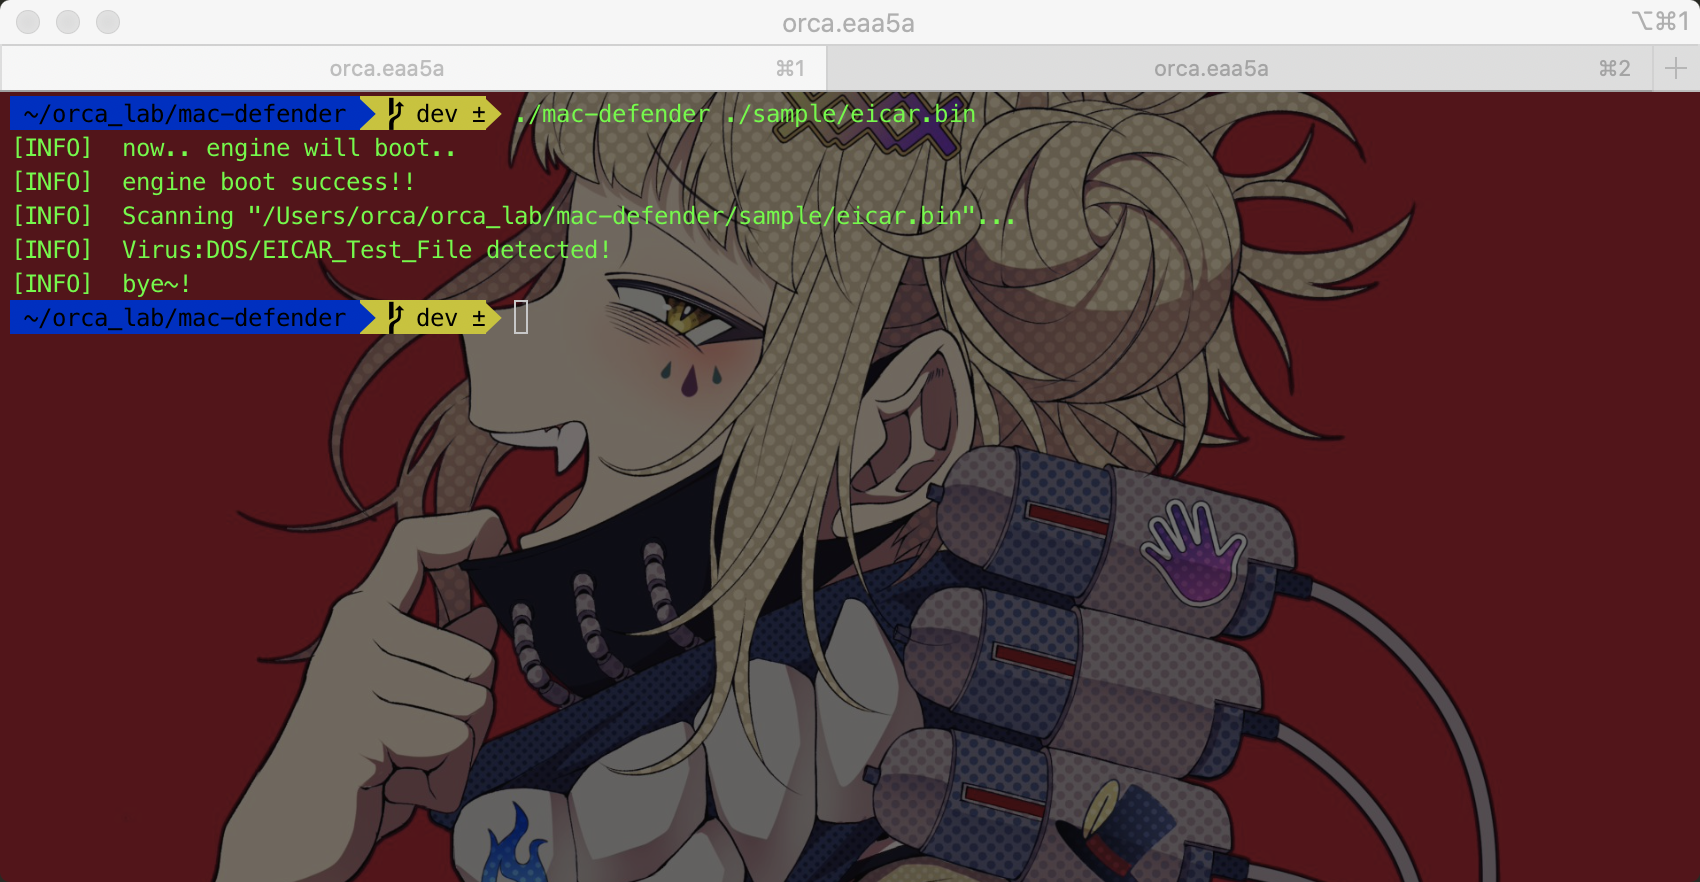 orca.eaa5a
⌥⌘1
orca.eaa5a ⌘1
orca.eaa5a ⌘2
~/orca_lab/mac-defender dev ± ./mac-defender ./sample/eicar.bin
[INFO] now.. engine will boot..
[INFO] engine boot success!!
[INFO] Scanning "/Users/orca/orca_lab/mac-defender/sample/eicar.bin"...
[INFO] Virus:DOS/EICAR_Test_File detected!
[INFO] bye~!
~/orca_lab/mac-defender dev ±